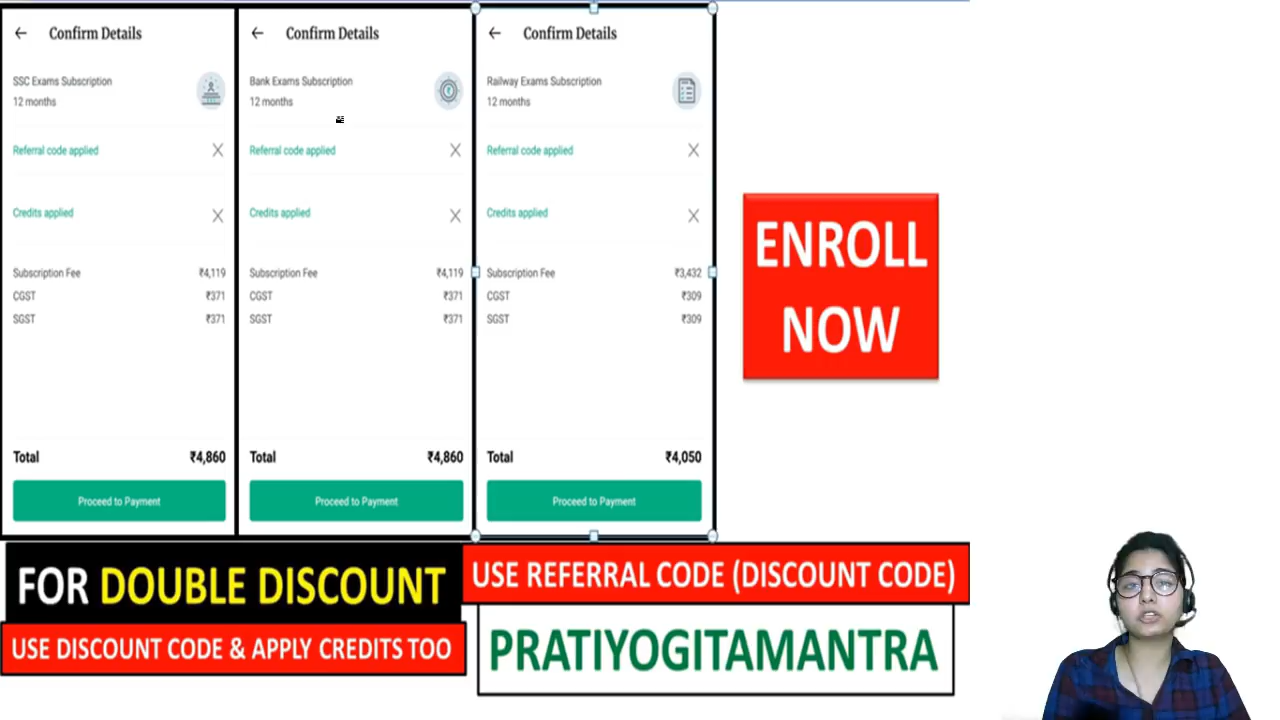 Confirm Details
SSC Exams Subscription
12 months
Referral code applied
Credits applied
Subscription Fee ₹4,119
CGST ₹371
SGST ₹371
Total ₹4,860
Proceed to Payment
Confirm Details
Bank Exams Subscription
12 months
Referral code applied
Credits applied
Subscription Fee ₹4,119
CGST ₹371
SGST ₹371
Total ₹4,860
Proceed to Payment
Confirm Details
Railway Exams Subscription
12 months
Referral code applied
Credits applied
Subscription Fee ₹3,432
CGST ₹309
SGST ₹309
Total ₹4,050
Proceed to Payment
ENROLL
NOW
FOR DOUBLE DISCOUNT
USE DISCOUNT CODE & APPLY CREDITS TOO
USE REFERRAL CODE (DISCOUNT CODE)
PRATIYOGITAMANTRA